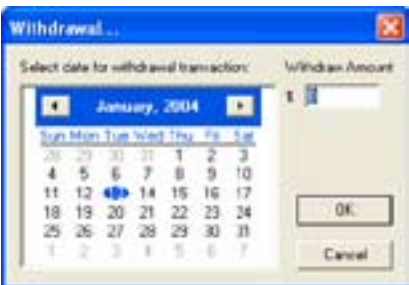 Withdrawal...
Select date for withdrawal transaction:
Withdraw Amount
January, 2004
$
Sun Mon Tue Wed Thu Fri Sat
28 29 30 31 1 2 3
4 5 6 7 8 9 10
11 12 14 15 16 17
18 19 20 21 22 23 24
25 26 27 28 29 30 31
1 2 3 4 5 6 7
OK
Cancel